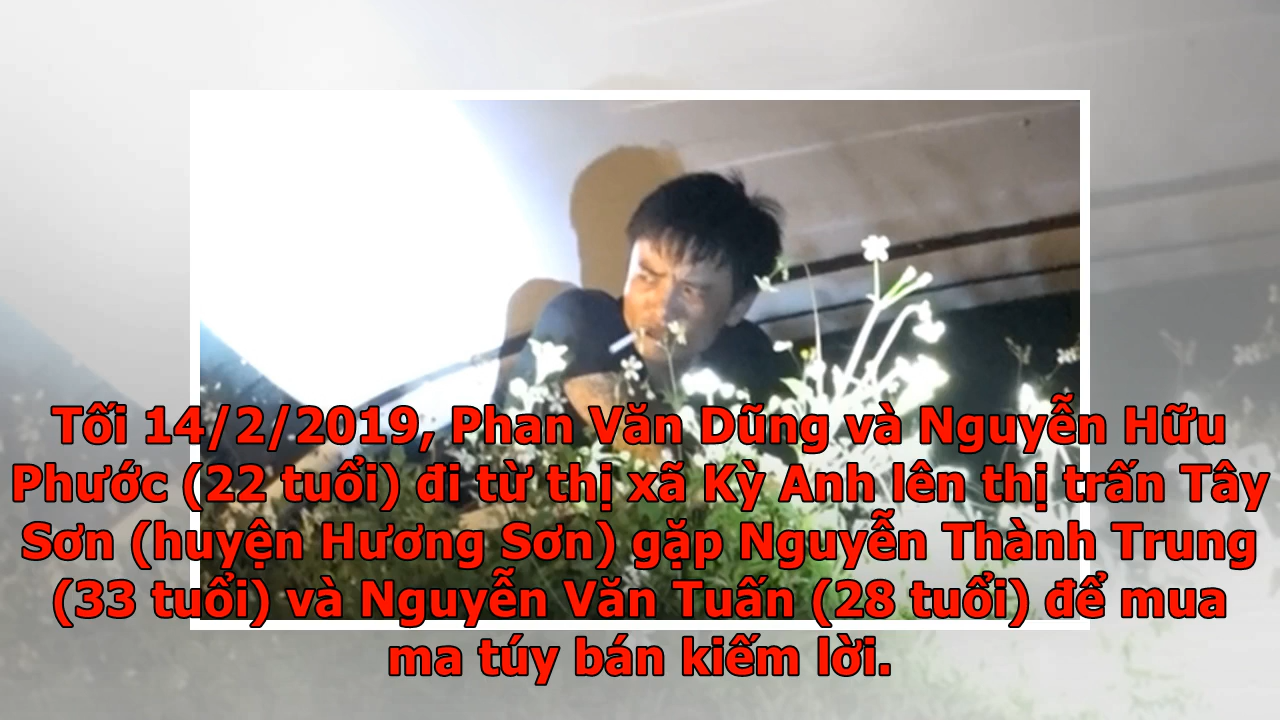 Tối 14/2/2019, Phan Văn Dũng và Nguyễn Hữu
Phước (22 tuổi) đi từ thị xã Kỳ Anh lên thị trấn Tây
Sơn (huyện Hương Sơn) gặp Nguyễn Thành Trung
(33 tuổi) và Nguyễn Văn Tuấn (28 tuổi) để mua
ma túy bán kiếm lời.